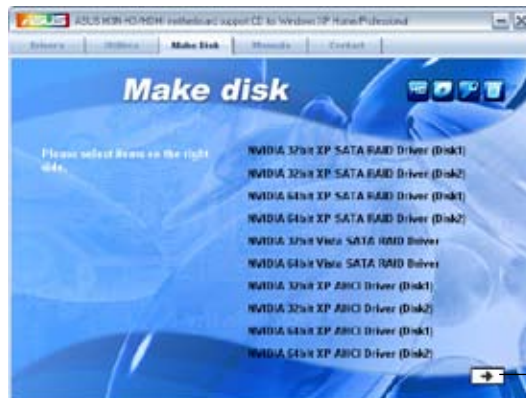 ASUS M3N-HD/HDMI motherboard support CD for Windows XP Home/Professional
Drivers Utilities Make Disk Manuals Contact
Make disk
Please select items on the right
side.
NVIDIA 32bit XP SATA RAID Driver (Disk1)
NVIDIA 32bit XP SATA RAID Driver (Disk2)
NVIDIA 64bit XP SATA RAID Driver (Disk1)
NVIDIA 64bit XP SATA RAID Driver (Disk2)
NVIDIA 32bit Vista SATA RAID Driver
NVIDIA 64bit Vista SATA RAID Driver
NVIDIA 32bit XP AHCI Driver (Disk1)
NVIDIA 32bit XP AHCI Driver (Disk2)
NVIDIA 64bit XP AHCI Driver (Disk1)
NVIDIA 64bit XP AHCI Driver (Disk2)